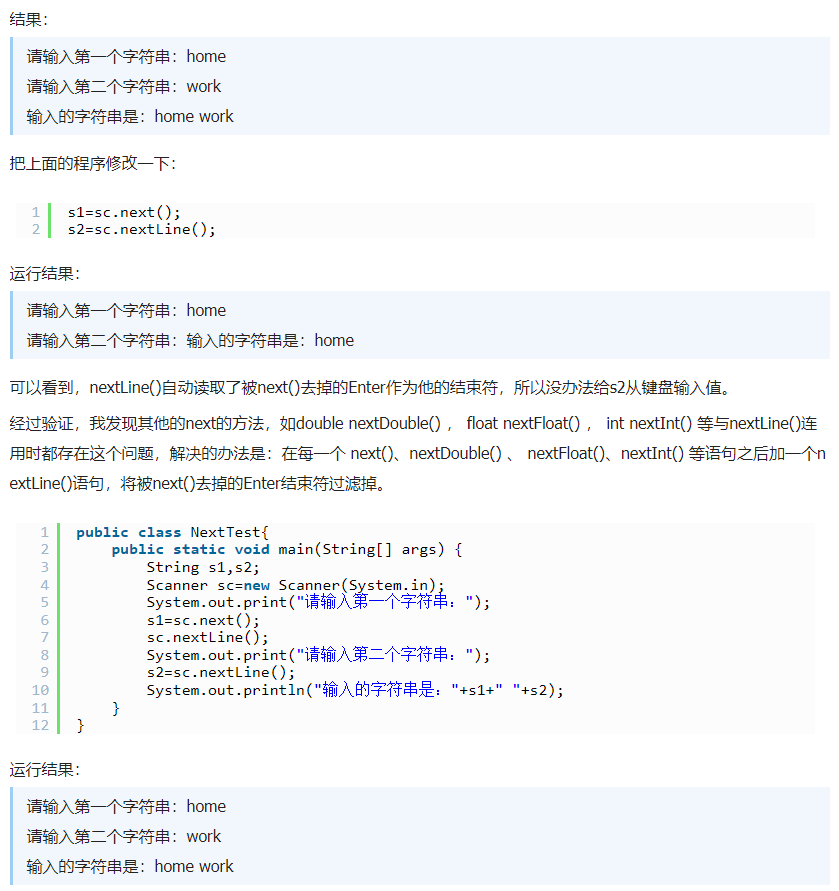 结果：
请输入第一个字符串：home
请输入第二个字符串：work
输入的字符串是：home work
把上面的程序修改一下：
1 s1=sc.next();
2 s2=sc.nextLine();
运行结果：
请输入第一个字符串：home
请输入第二个字符串：输入的字符串是：home
可以看到，nextLine()自动读取了被next()去掉的Enter作为他的结束符，所以没办法给s2从键盘输入值。
经过验证，我发现其他的next的方法，如double nextDouble() ， float nextFloat() ， int nextInt() 等与nextLine()连
用时都存在这个问题，解决的办法是：在每一个 next()、nextDouble() 、 nextFloat()、nextInt() 等语句之后加一个n
extLine()语句，将被next()去掉的Enter结束符过滤掉。
1 public class NextTest{
2     public static void main(String[] args) {
3         String s1,s2;
4         Scanner sc=new Scanner(System.in);
5         System.out.print("请输入第一个字符串：");
6         s1=sc.next();
7         sc.nextLine();
8         System.out.print("请输入第二个字符串：");
9         s2=sc.nextLine();
10         System.out.println("输入的字符串是："+s1+" "+s2);
11     }
12 }
运行结果：
请输入第一个字符串：home
请输入第二个字符串：work
输入的字符串是：home work